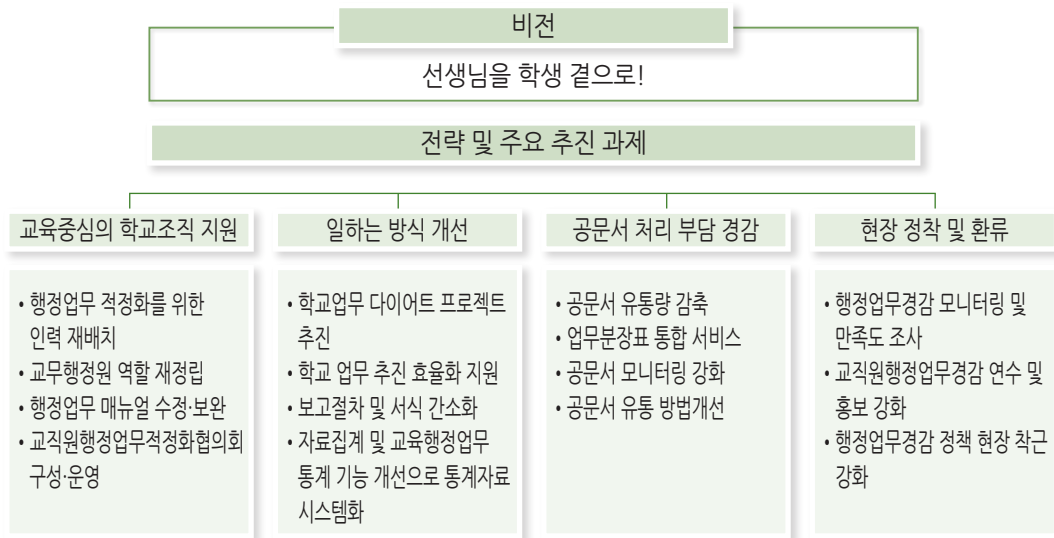 비전
선생님을 학생 곁으로!
전략 및 주요 추진 과제
교육중심의 학교조직 지원
• 행정업무 적정화를 위한
인력 재배치
• 교무행정원 역할 재정립
• 행정업무 매뉴얼 수정·보완
• 교직원행정업무적정화협의회
구성·운영
일하는 방식 개선
• 학교업무 다이어트 프로젝트
추진
• 학교 업무 추진 효율화 지원
• 보고절차 및 서식 간소화
• 자료집계 및 교육행정업무
통계 기능 개선으로 통계자료
시스템화
공문서 처리 부담 경감
• 공문서 유통량 감축
• 업무분장표 통합 서비스
• 공문서 모니터링 강화
• 공문서 유통 방법개선
현장 정착 및 환류
• 행정업무경감 모니터링 및
만족도 조사
• 교직원행정업무경감 연수 및
홍보 강화
• 행정업무경감 정책 현장 착근
강화